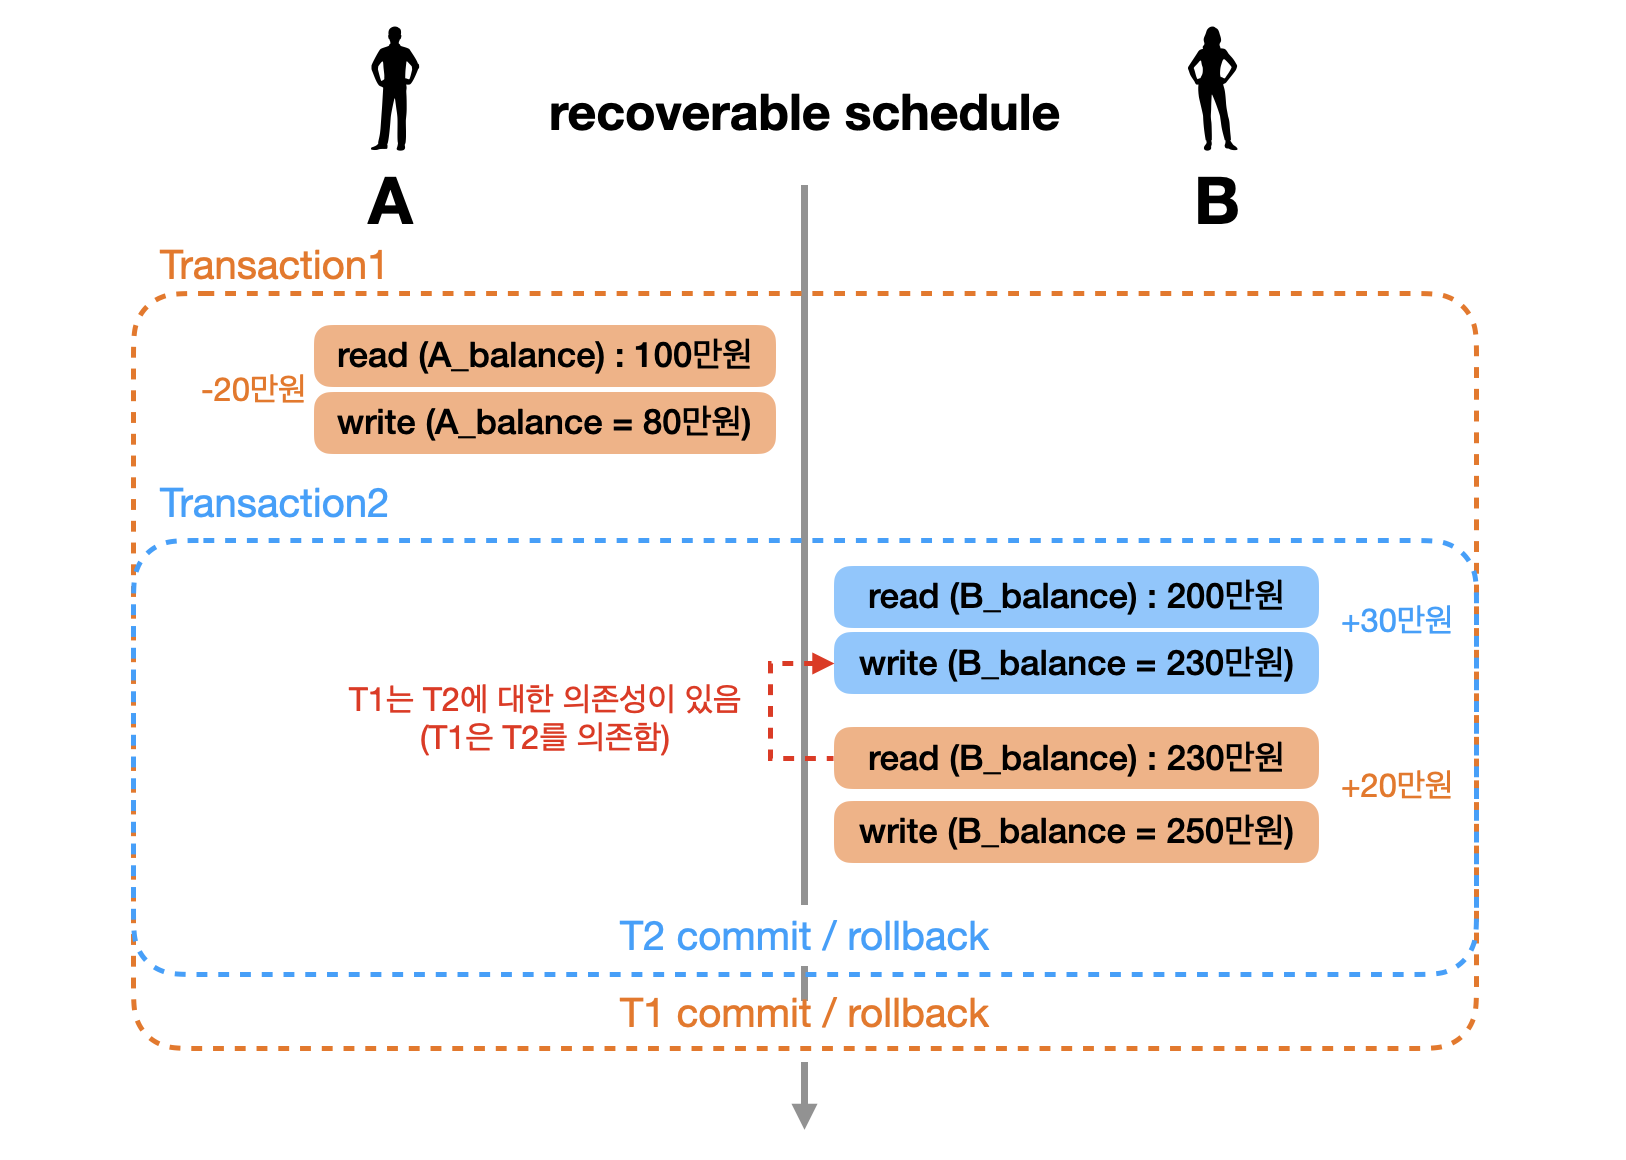 recoverable schedule
A
B
Transaction1
read (A_balance) : 100만원
-20만원
write (A_balance = 80만원)
Transaction2
read (B_balance) : 200만원
+30만원
write (B_balance = 230만원)
T1는 T2에 대한 의존성이 있음
(T1은 T2를 의존함)
read (B_balance) : 230만원
+20만원
write (B_balance = 250만원)
T2 commit / rollback
T1 commit / rollback